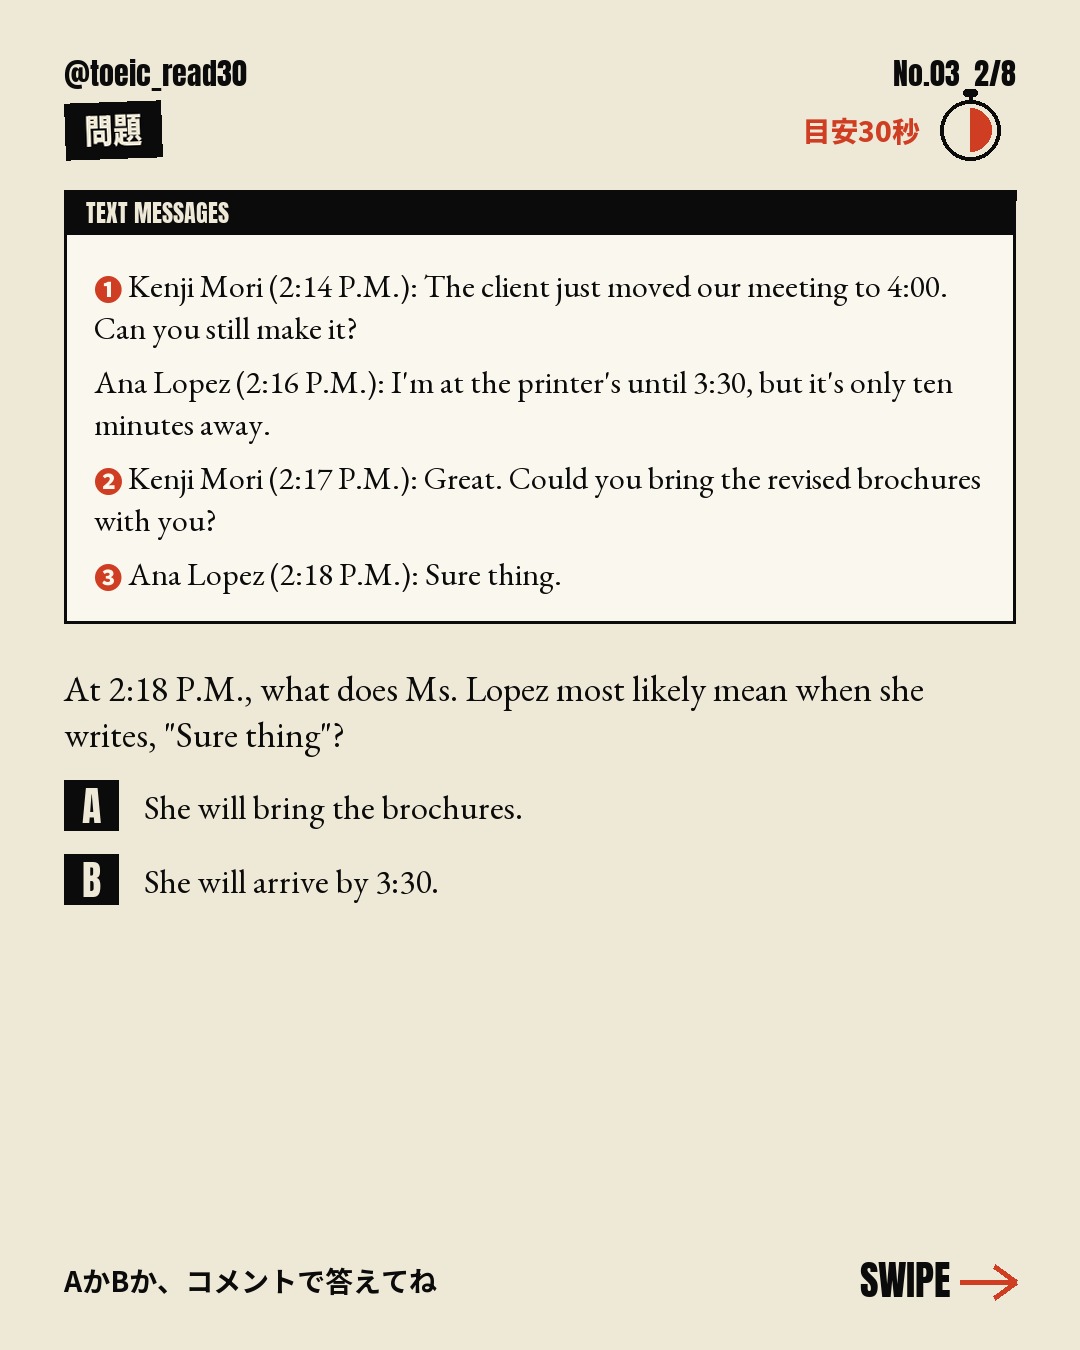 @toeic_read30
No.03 2/8
問題
目安30秒
TEXT MESSAGES
1 Kenji Mori (2:14 P.M.): The client just moved our meeting to 4:00.
Can you still make it?
Ana Lopez (2:16 P.M.): I'm at the printer's until 3:30, but it's only ten
minutes away.
2 Kenji Mori (2:17 P.M.): Great. Could you bring the revised brochures
with you?
3 Ana Lopez (2:18 P.M.): Sure thing.
At 2:18 P.M., what does Ms. Lopez most likely mean when she
writes, "Sure thing"?
A She will bring the brochures.
B She will arrive by 3:30.
AかBか、コメントで答えてね
SWIPE